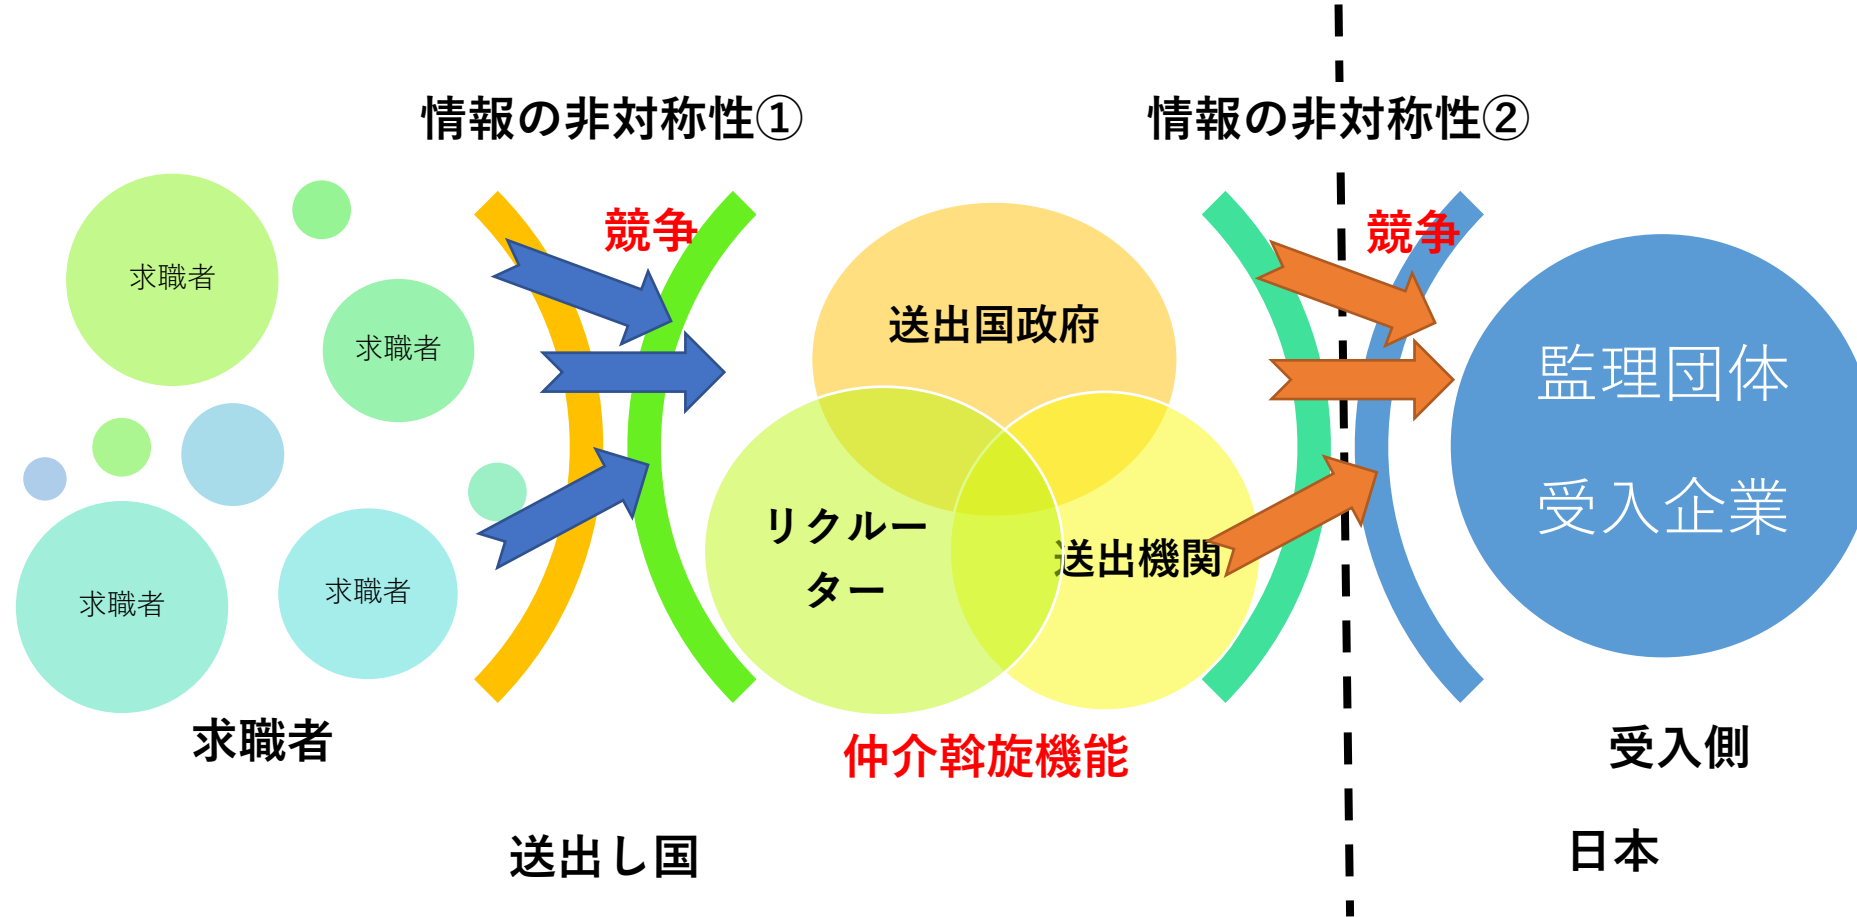 情報の非対称性①
情報の非対称性②
競争
競争
求職者
求職者
求職者
求職者
送出国政府
リクルー
ター
送出機関
監理団体
受入企業
求職者
仲介斡旋機能
受入側
送出し国
日本